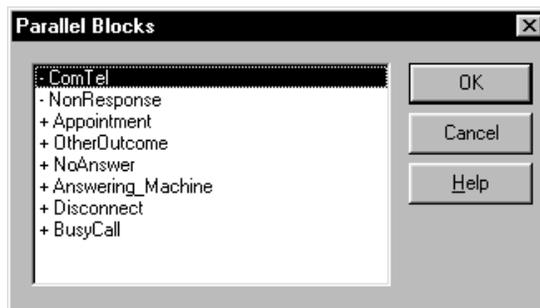 Parallel Blocks
- ComTel
- NonResponse
+ Appointment
+ OtherOutcome
+ NoAnswer
+ Answering_Machine
+ Disconnect
+ BusyCall
OK
Cancel
Help